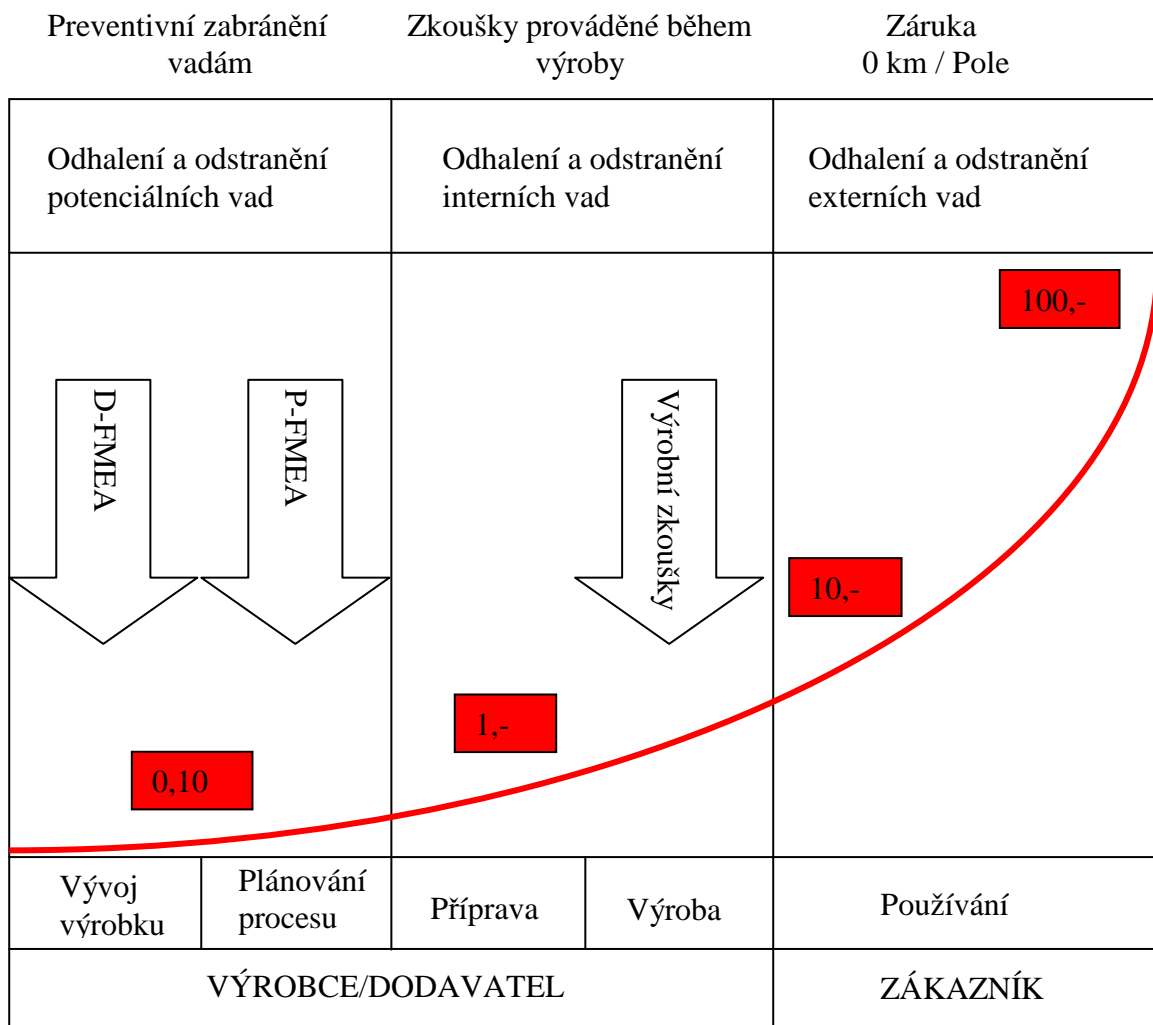 Preventivní zabránění
vadám
Zkoušky prováděné během
výroby
Záruka
0 km / Pole
Odhalení a odstranění
potenciálních vad
Odhalení a odstranění
interních vad
Odhalení a odstranění
externích vad
100,-
D-FMEA
P-FMEA
Výrobní zkoušky
10,-
1,-
0,10
Vývoj
výrobku
Plánování
procesu
Příprava
Výroba
Používání
VÝROBCE/DODAVATEL
ZÁKAZNÍK